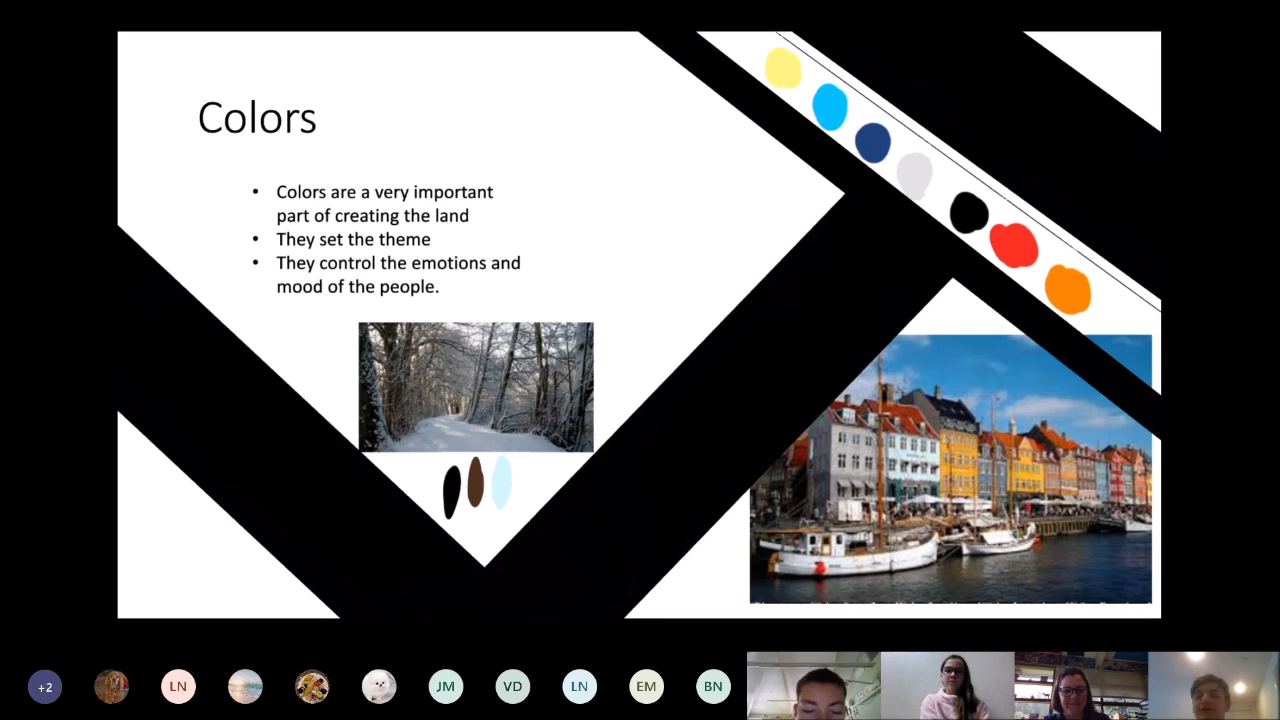 Colors
• Colors are a very important
part of creating the land
• They set the theme
• They control the emotions and
mood of the people.
+2
LN
JM
VD
LN
EM
BN